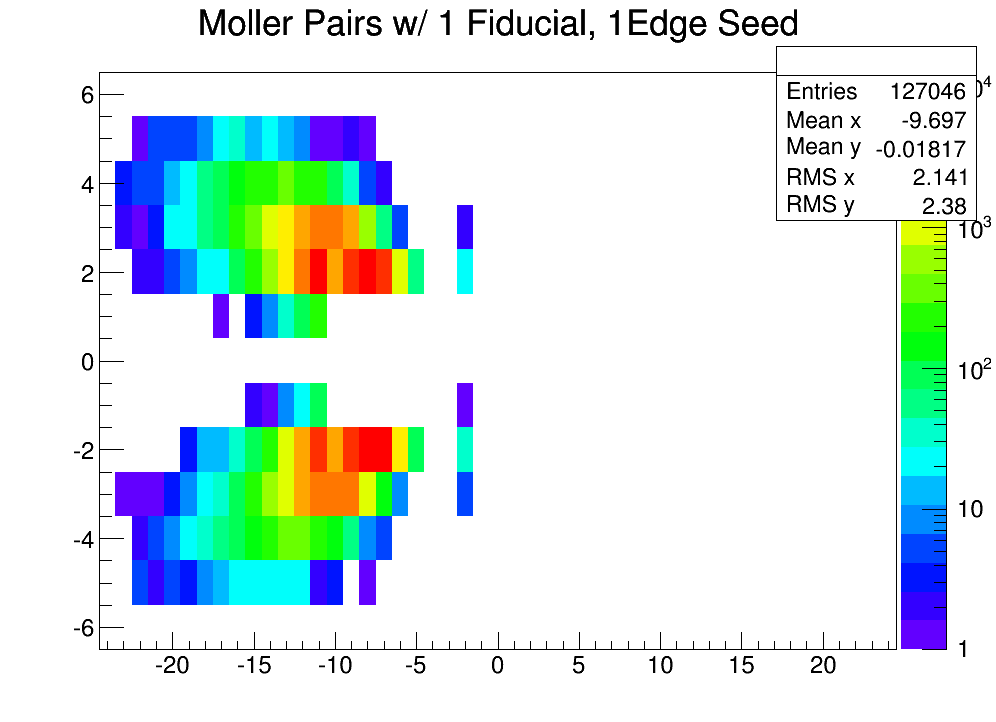 Moller Pairs w/ 1 Fiducial, 1Edge Seed
Entries 127046
Mean x -9.697
Mean y -0.01817
RMS x 2.141
RMS y 2.38
6
4
2
0
-2
-4
-6
-20 -15 -10 -5 0 5 10 15 20
10³
10²
10
1